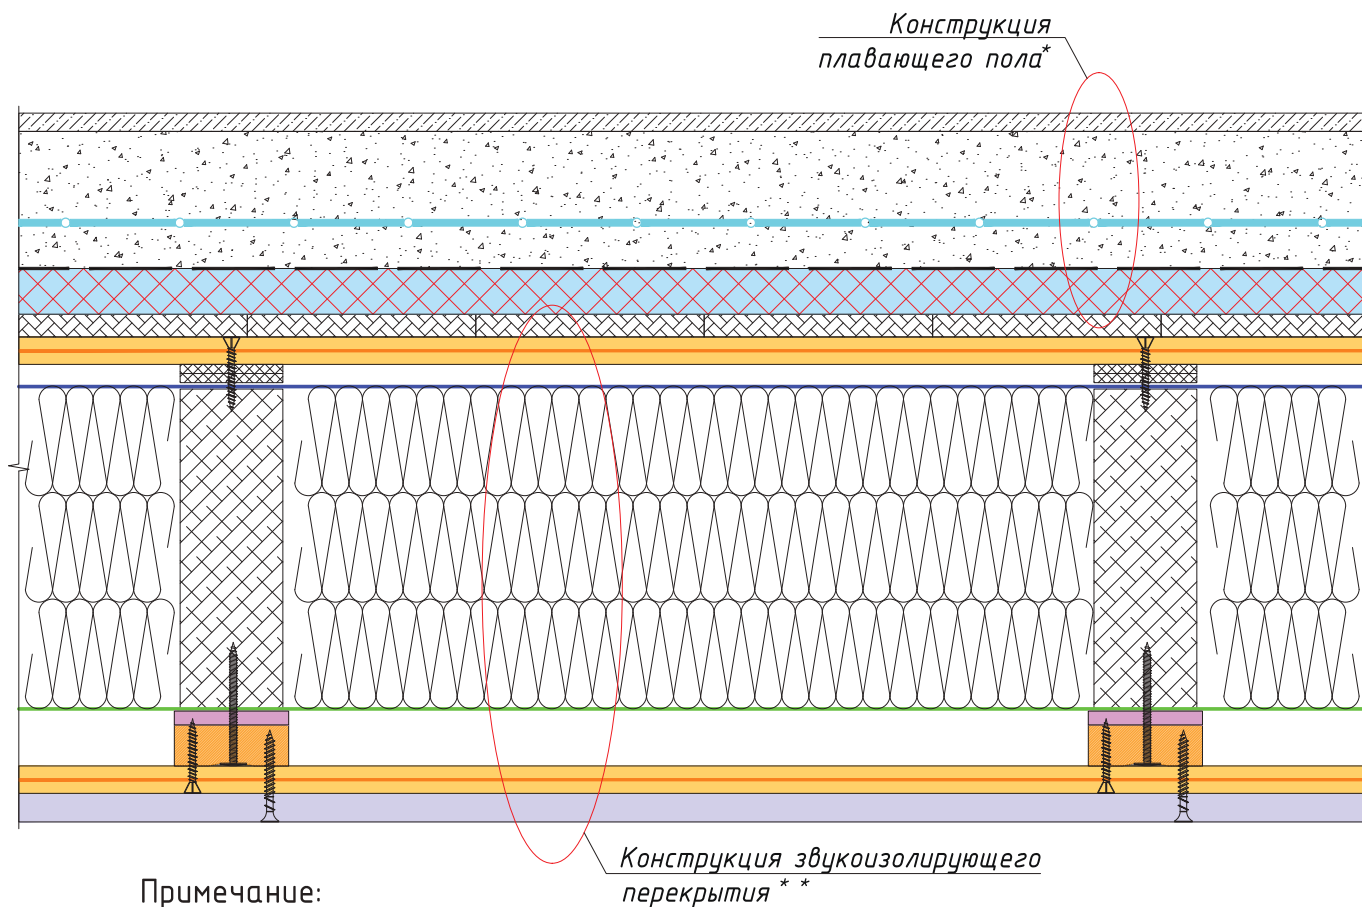 Конструкция
плавающего пола*
Конструкция звукоизолирующего
перекрытия**
Примечание: